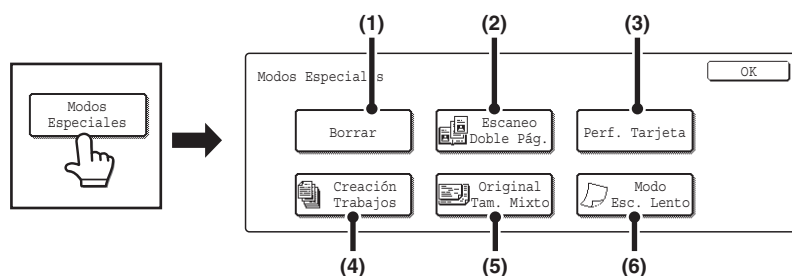 (1) (2) (3)
Modos Especiales
OK
Modos
Especiales
Borrar
Escaneo
Doble Pág.
Perf. Tarjeta
Creación
Trabajos
Original
Tam. Mixto
Modo
Esc. Lento
(4) (5) (6)